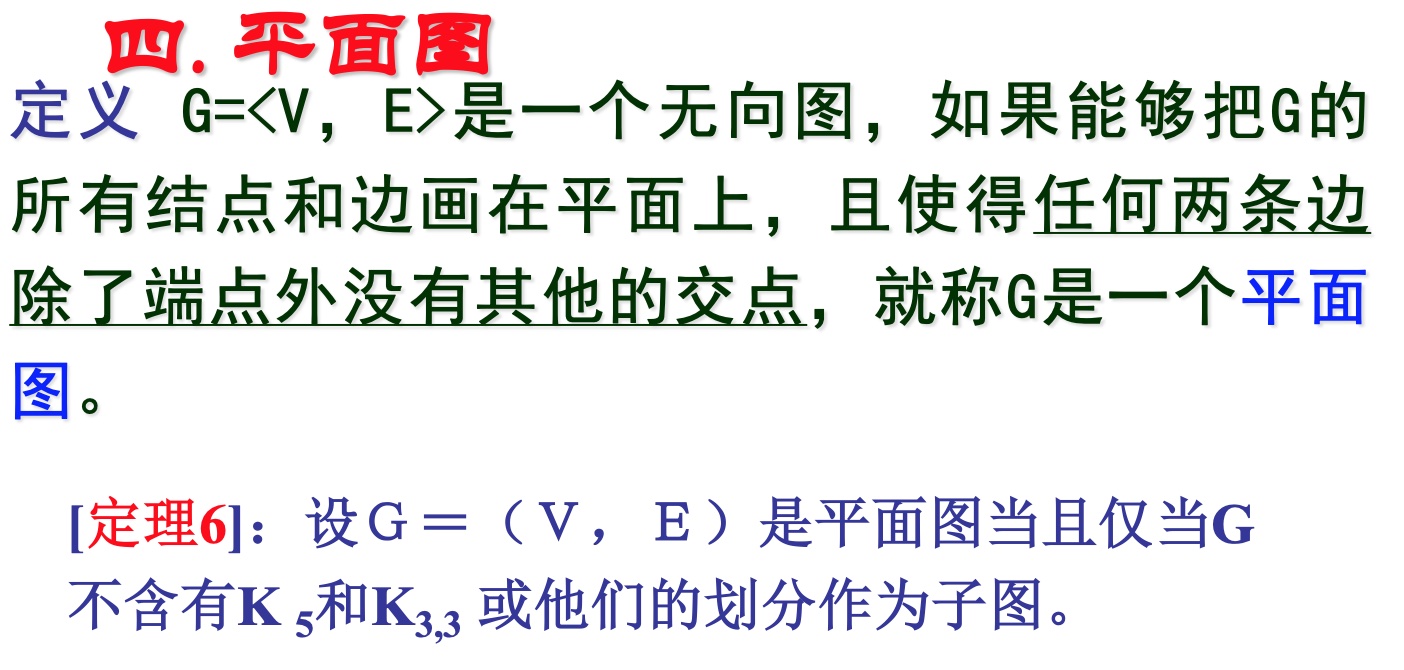 四.平面图
定义 G=<V，E>是一个无向图，如果能够把G的
所有结点和边画在平面上，且使得任何两条边
除了端点外没有其他的交点，就称G是一个平面
图。
[定理6]：设Ｇ＝（Ｖ，Ｅ）是平面图当且仅当G
不含有K 5和K3,3 或他们的划分作为子图。